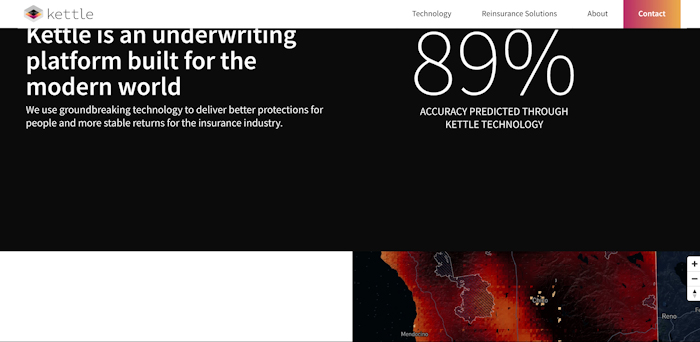 kettle
Technology
Reinsurance Solutions
About
Contact
Kettle is an underwriting
platform built for the
modern world
We use groundbreaking technology to deliver better protections for
people and more stable returns for the insurance industry.
89%
ACCURACY PREDICTED THROUGH
KETTLE TECHNOLOGY
Chico
Reno
Mendocino